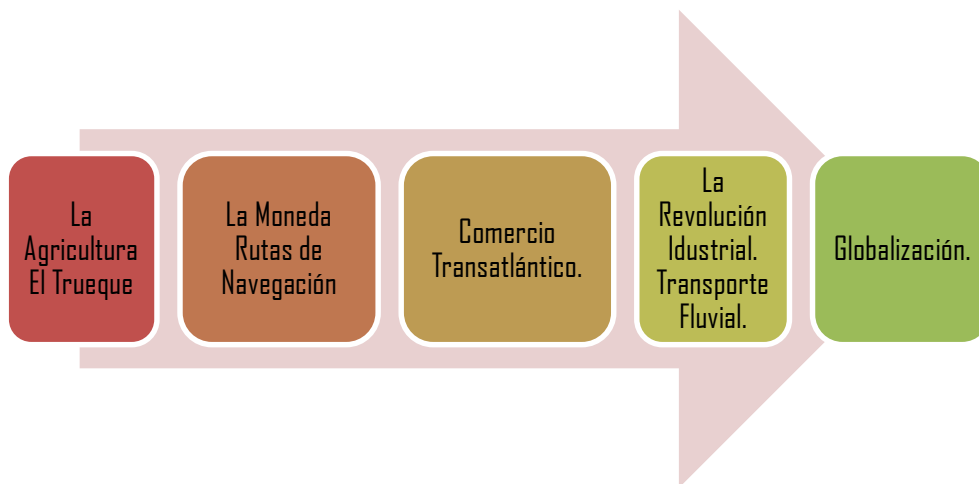 La
Agricultura
El Trueque
La Moneda
Rutas de
Navegación
Comercio
Transatlántico.
La
Revolución
Idustrial.
Transporte
Fluvial.
Globalización.